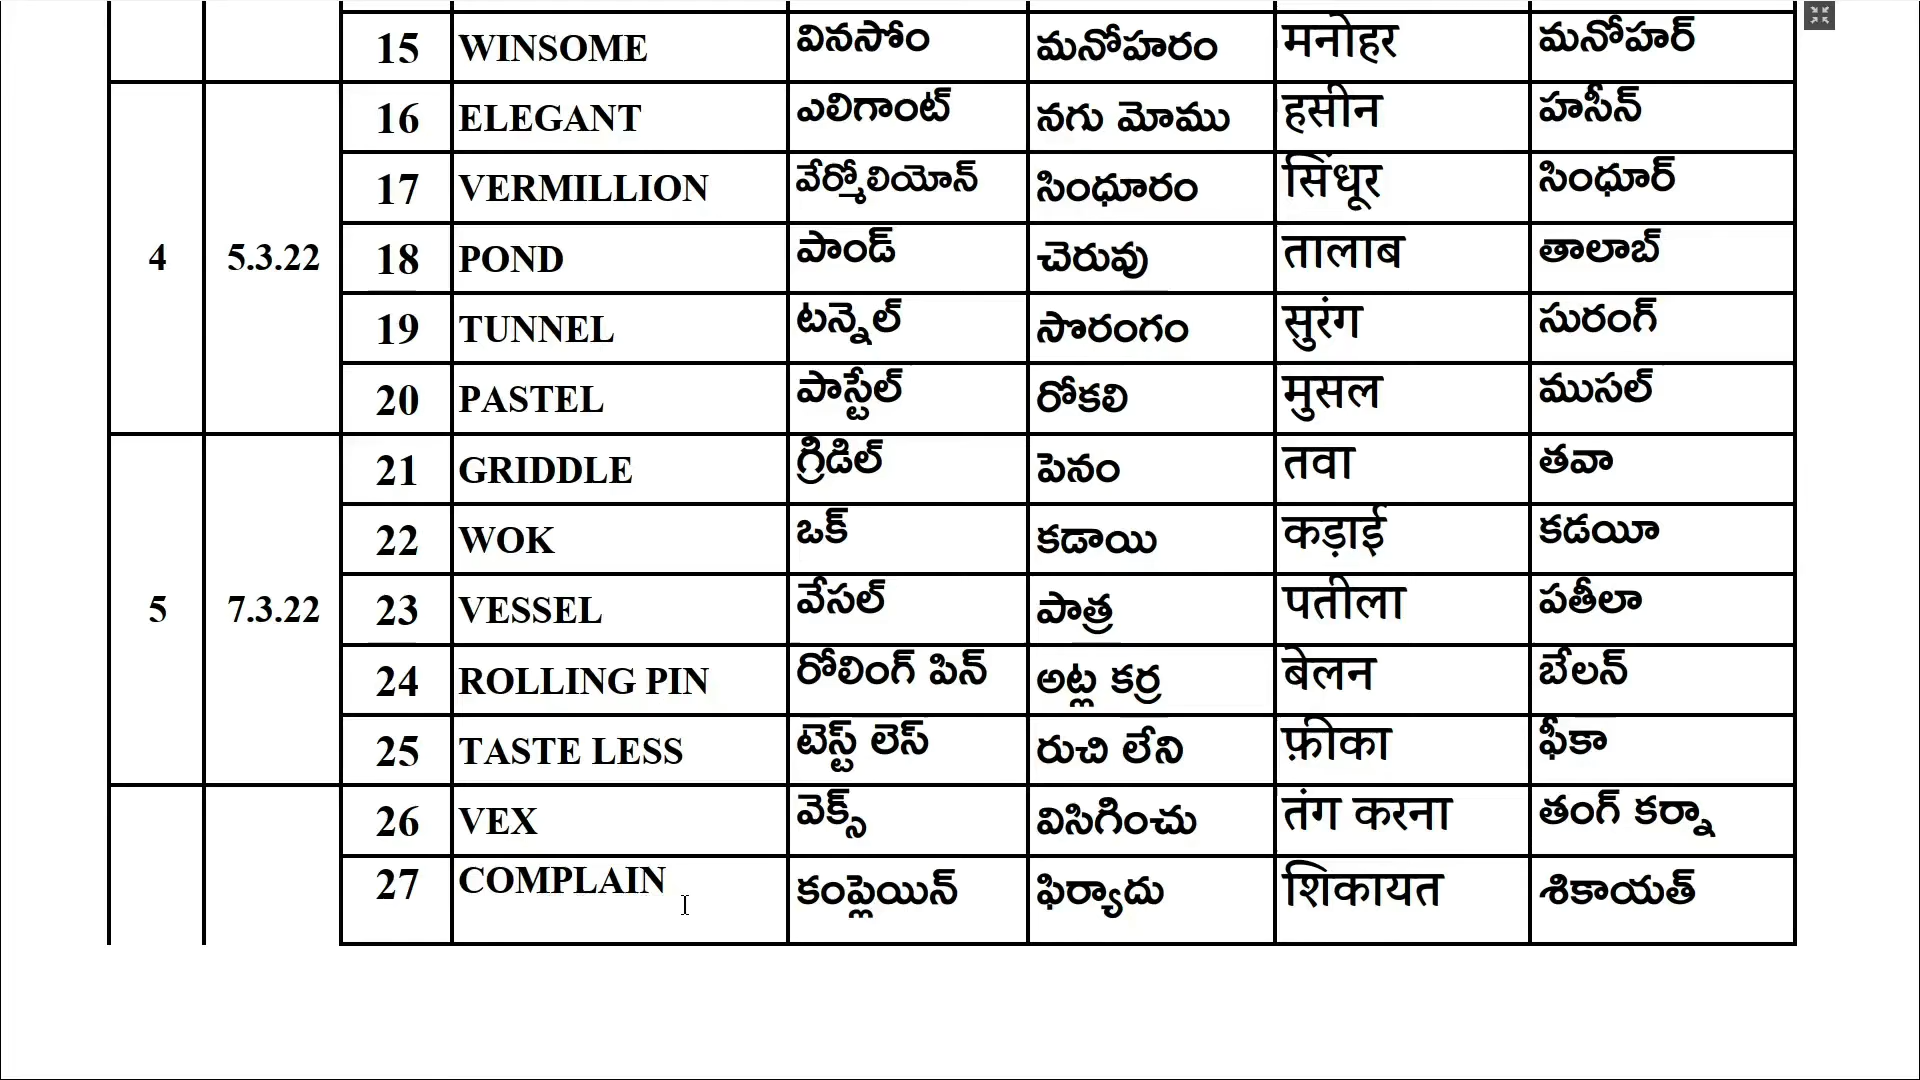 15 WINSOME వినసోం మనోహరం मनोहर మనోహర్
16 ELEGANT ఎలిగాంట్ నగు మోము हसीन హసీన్
17 VERMILLION వేర్మోలియోన్ సింధూరం सिंधूर సింధూర్
4 5.3.22 18 POND పాండ్ చెరువు तालाब తాలాబ్
19 TUNNEL టన్నెల్ సొరంగం सुरंग సురంగ్
20 PASTEL పాస్టేల్ రోకలి मुसल ముసల్
21 GRIDDLE గ్రిడిల్ పెనం तवा తవా
22 WOK ఒక్ కడాయి कड़ाई కడయీ
5 7.3.22 23 VESSEL వేసల్ పాత్ర पतीला పతీలా
24 ROLLING PIN రోలింగ్ పిన్ అట్ల కర్ర बेलन బేలన్
25 TASTE LESS టెస్ట్ లెస్ రుచి లేని फ़ीका ఫీకా
26 VEX వెక్స్ విసిగించు तंग करना తంగ్ కర్నా
27 COMPLAIN కంప్లెయిన్ ఫిర్యాదు शिकायत శికాయత్